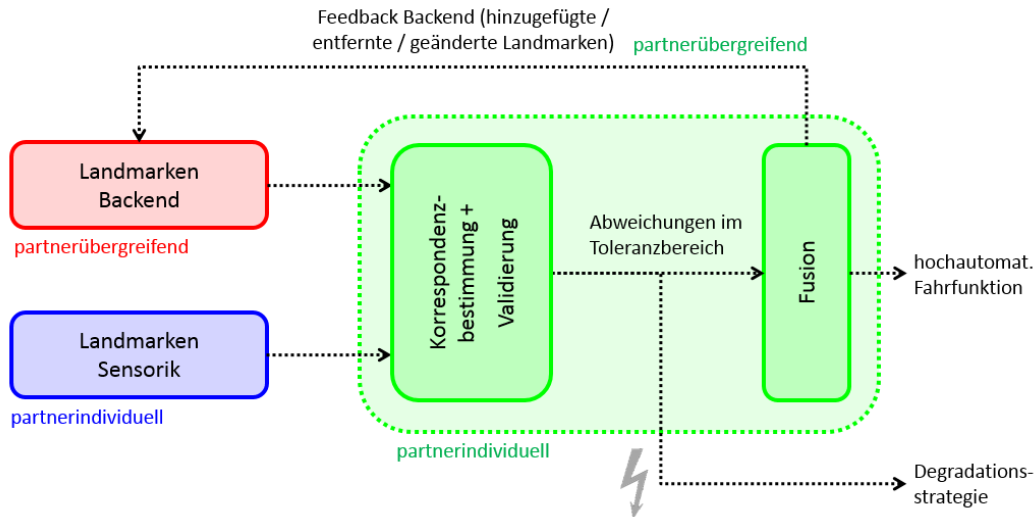 Feedback Backend (hinzugefügte /
entfernte / geänderte Landmarken)
partnerübergreifend
Landmarken
Backend
partnerübergreifend
Landmarken
Sensorik
partnerindividuell
Korrespondenz-
bestimmung +
Validierung
partnerindividuell
Abweichungen im
Toleranzbereich
Fusion
hochautomat.
Fahrfunktion
Degradations-
strategie